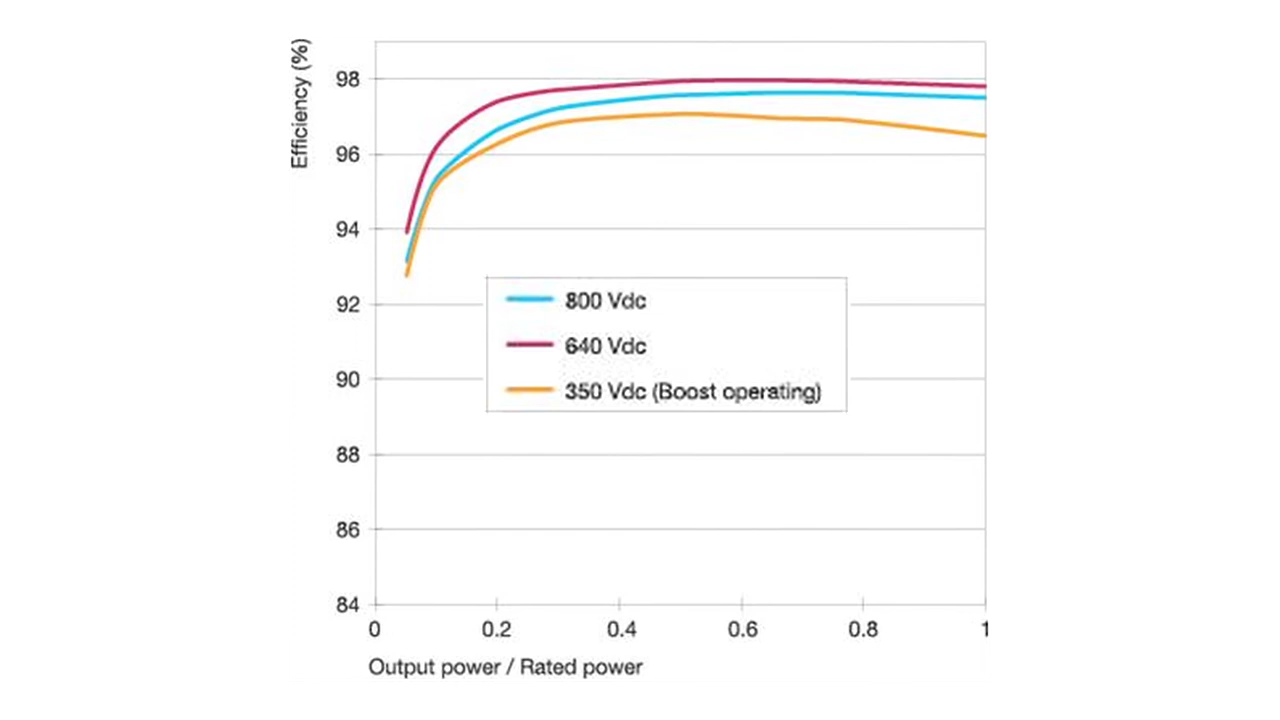 Efficiency (%)
98
96
94
92
90
88
86
84
800 Vdc
640 Vdc
350 Vdc (Boost operating)
0
0.2
0.4
0.6
0.8
1
Output power / Rated power